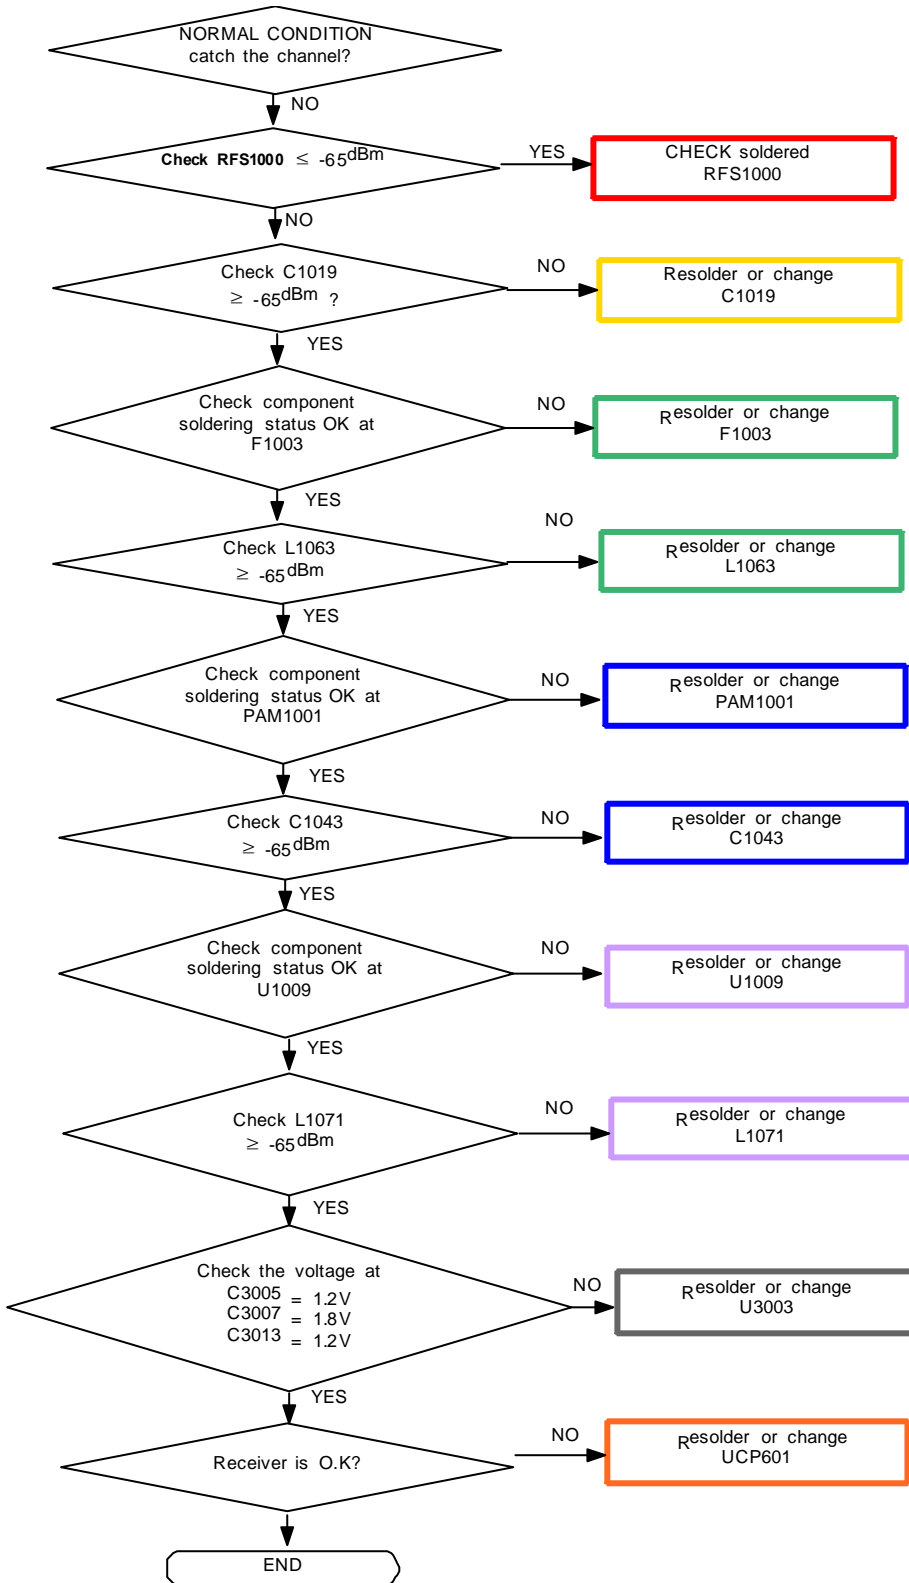 NORMAL CONDITION
catch the channel?
NO
Check RFS1000 ≤ -65dBm
YES
CHECK soldered
RFS1000
NO
Check C1019
≥ -65dBm ?
NO
Resolder or change
C1019
YES
Check component
soldering status OK at
F1003
NO
Resolder or change
F1003
YES
Check L1063
≥ -65dBm
NO
Resolder or change
L1063
YES
Check component
soldering status OK at
PAM1001
NO
Resolder or change
PAM1001
YES
Check C1043
≥ -65dBm
NO
Resolder or change
C1043
YES
Check component
soldering status OK at
U1009
NO
Resolder or change
U1009
YES
Check L1071
≥ -65dBm
NO
Resolder or change
L1071
YES
Check the voltage at
C3005 = 1.2V
C3007 = 1.8V
C3013 = 1.2V
NO
Resolder or change
U3003
YES
Receiver is O.K?
NO
Resolder or change
UCP601
END